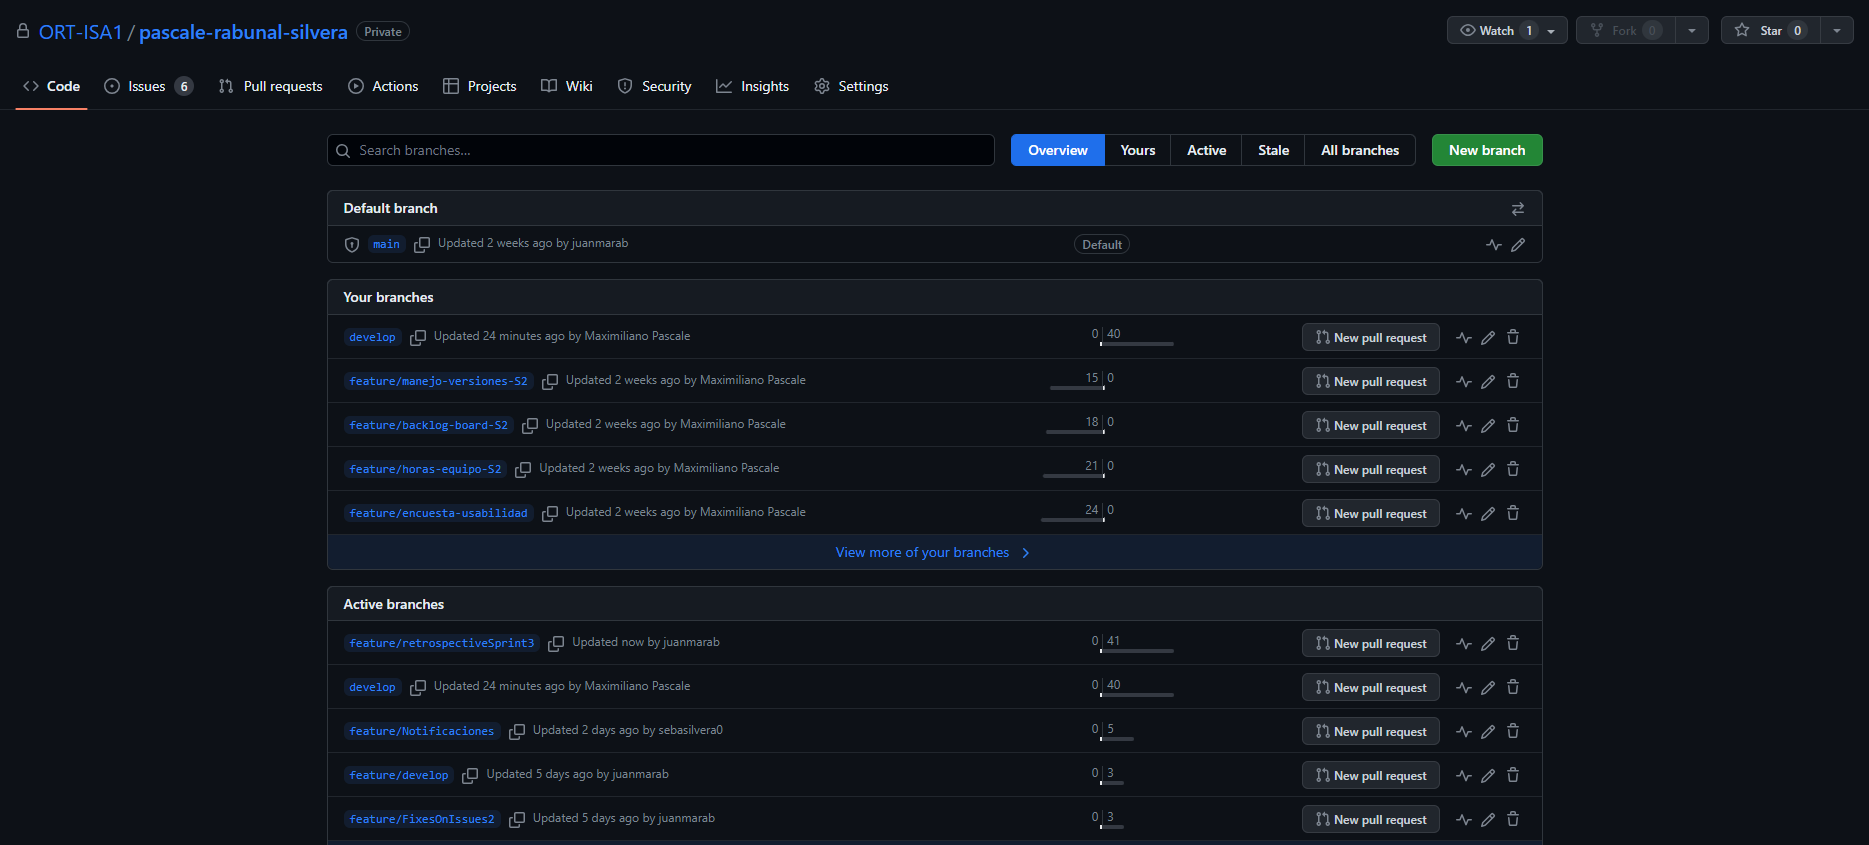 ORT-ISA1 / pascale-rabunal-silvera Private
Watch 1 Fork 0 Star 0
Code Issues 6 Pull requests Actions Projects Wiki Security Insights Settings
Search branches... Overview Yours Active Stale All branches New branch
Default branch
main Updated 2 weeks ago by juanmarab Default
Your branches
develop Updated 24 minutes ago by Maximiliano Pascale 0 40 New pull request
feature/manejo-versiones-S2 Updated 2 weeks ago by Maximiliano Pascale 15 0 New pull request
feature/backlog-board-S2 Updated 2 weeks ago by Maximiliano Pascale 18 0 New pull request
feature/horas-equipo-S2 Updated 2 weeks ago by Maximiliano Pascale 21 0 New pull request
feature/encuesta-usabilidad Updated 2 weeks ago by Maximiliano Pascale 24 0 New pull request
View more of your branches
Active branches
feature/retrospectiveSprint3 Updated now by juanmarab 0 41 New pull request
develop Updated 24 minutes ago by Maximiliano Pascale 0 40 New pull request
feature/Notificaciones Updated 2 days ago by sebasilvera0 0 5 New pull request
feature/develop Updated 5 days ago by juanmarab 0 3 New pull request
feature/FixesOnIssues2 Updated 5 days ago by juanmarab 0 3 New pull request